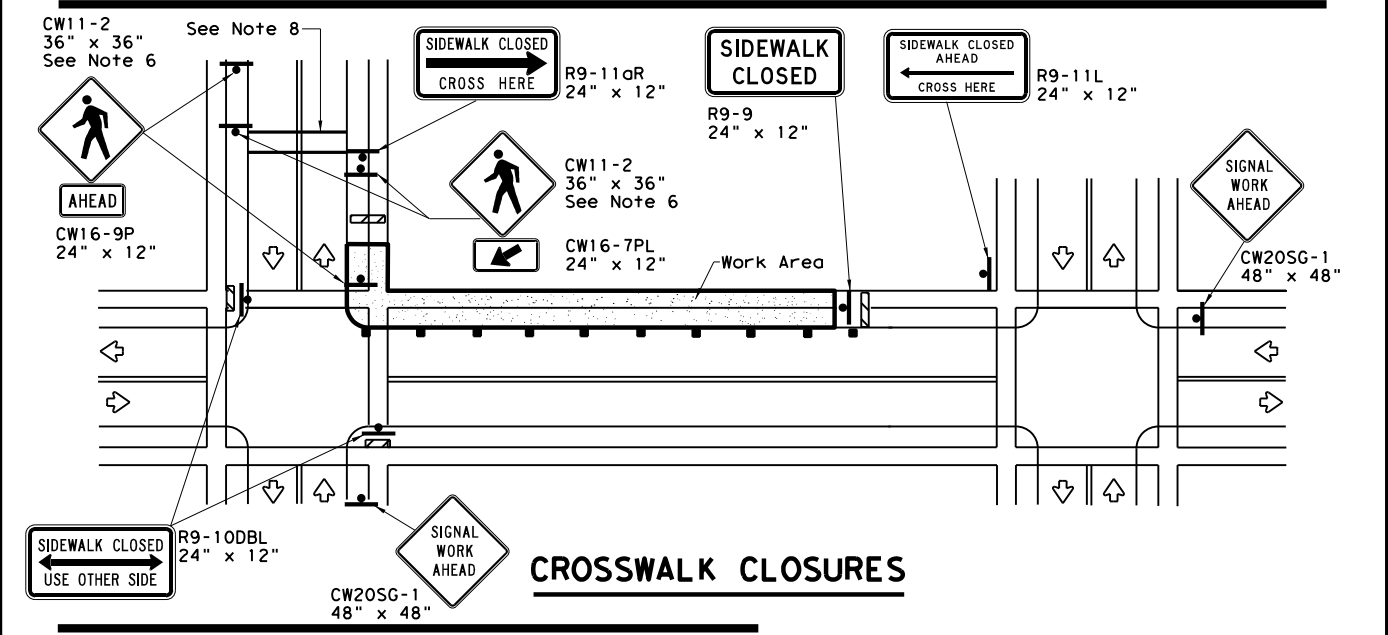 CW11-2
36" x 36"
See Note 6
See Note 8
SIDEWALK CLOSED
CROSS HERE
R9-11aR
24" x 12"
SIDEWALK
CLOSED
R9-9
24" x 12"
SIDEWALK CLOSED
AHEAD
CROSS HERE
R9-11L
24" x 12"
AHEAD
CW16-9P
24" x 12"
CW11-2
36" x 36"
See Note 6
CW16-7PL
24" x 12"
Work Area
SIGNAL
WORK
AHEAD
CW20SG-1
48" x 48"
SIDEWALK CLOSED
USE OTHER SIDE
R9-10DBL
24" x 12"
SIGNAL
WORK
AHEAD
CW20SG-1
48" x 48"
CROSSWALK CLOSURES